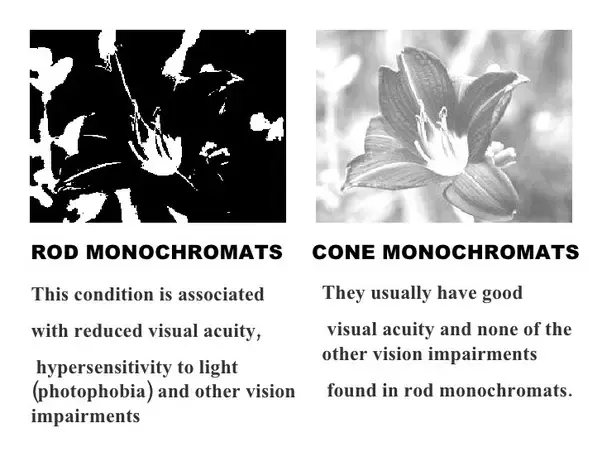 ROD MONOCHROMATS
This condition is associated
with reduced visual acuity,
hypersensitivity to light
(photophobia) and other vision
impairments
CONE MONOCHROMATS
They usually have good
visual acuity and none of the
other vision impairments
found in rod monochromats.